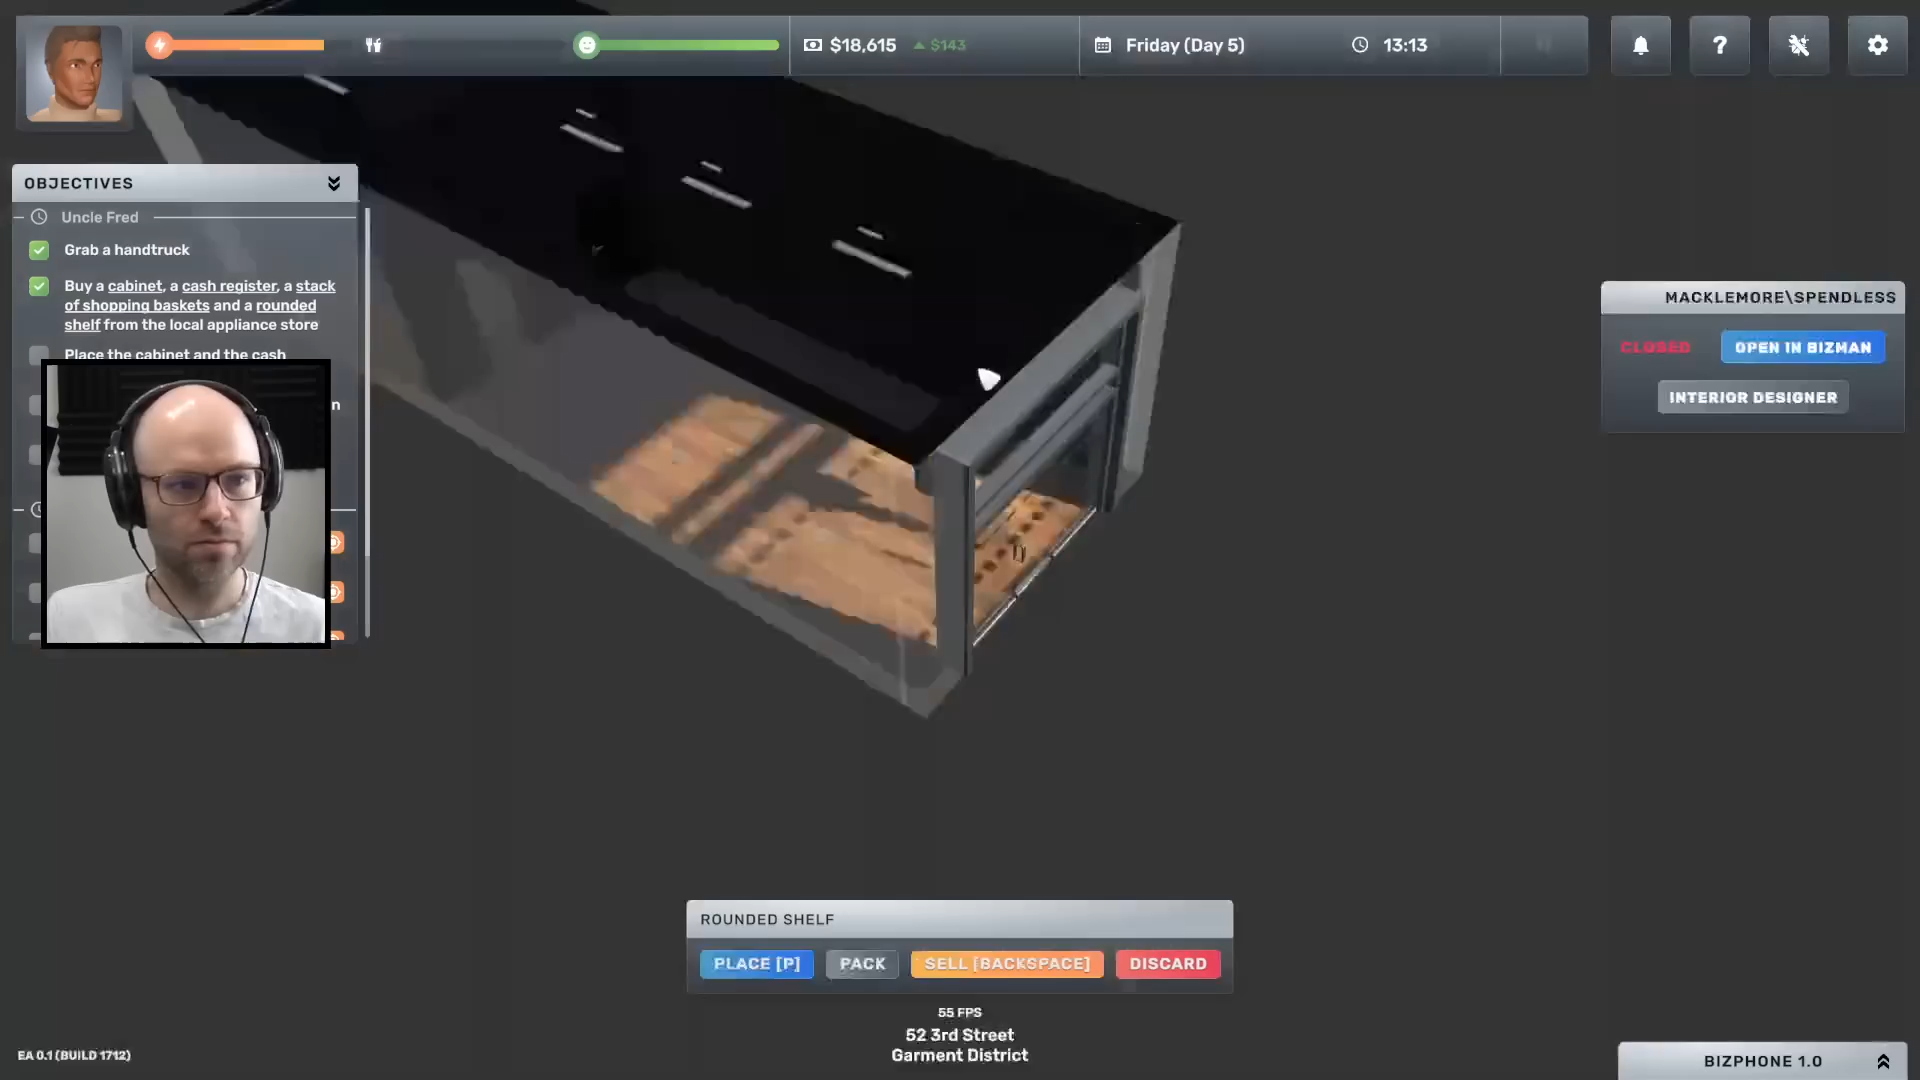 $18,615 $143
Friday (Day 5)
13:13
?
OBJECTIVES
Uncle Fred
Grab a handtruck
Buy a cabinet, a cash register, a stack
of shopping baskets and a rounded
shelf from the local appliance store
Place the cabinet and the cash
MACKLEMORE\SPENDLESS
CLOSED
OPEN IN BIZMAN
INTERIOR DESIGNER
ROUNDED SHELF
PLACE [P]
PACK
SELL [BACKSPACE]
DISCARD
55 FPS
52 3rd Street
Garment District
EA 0.1 (BUILD 1712)
BIZPHONE 1.0